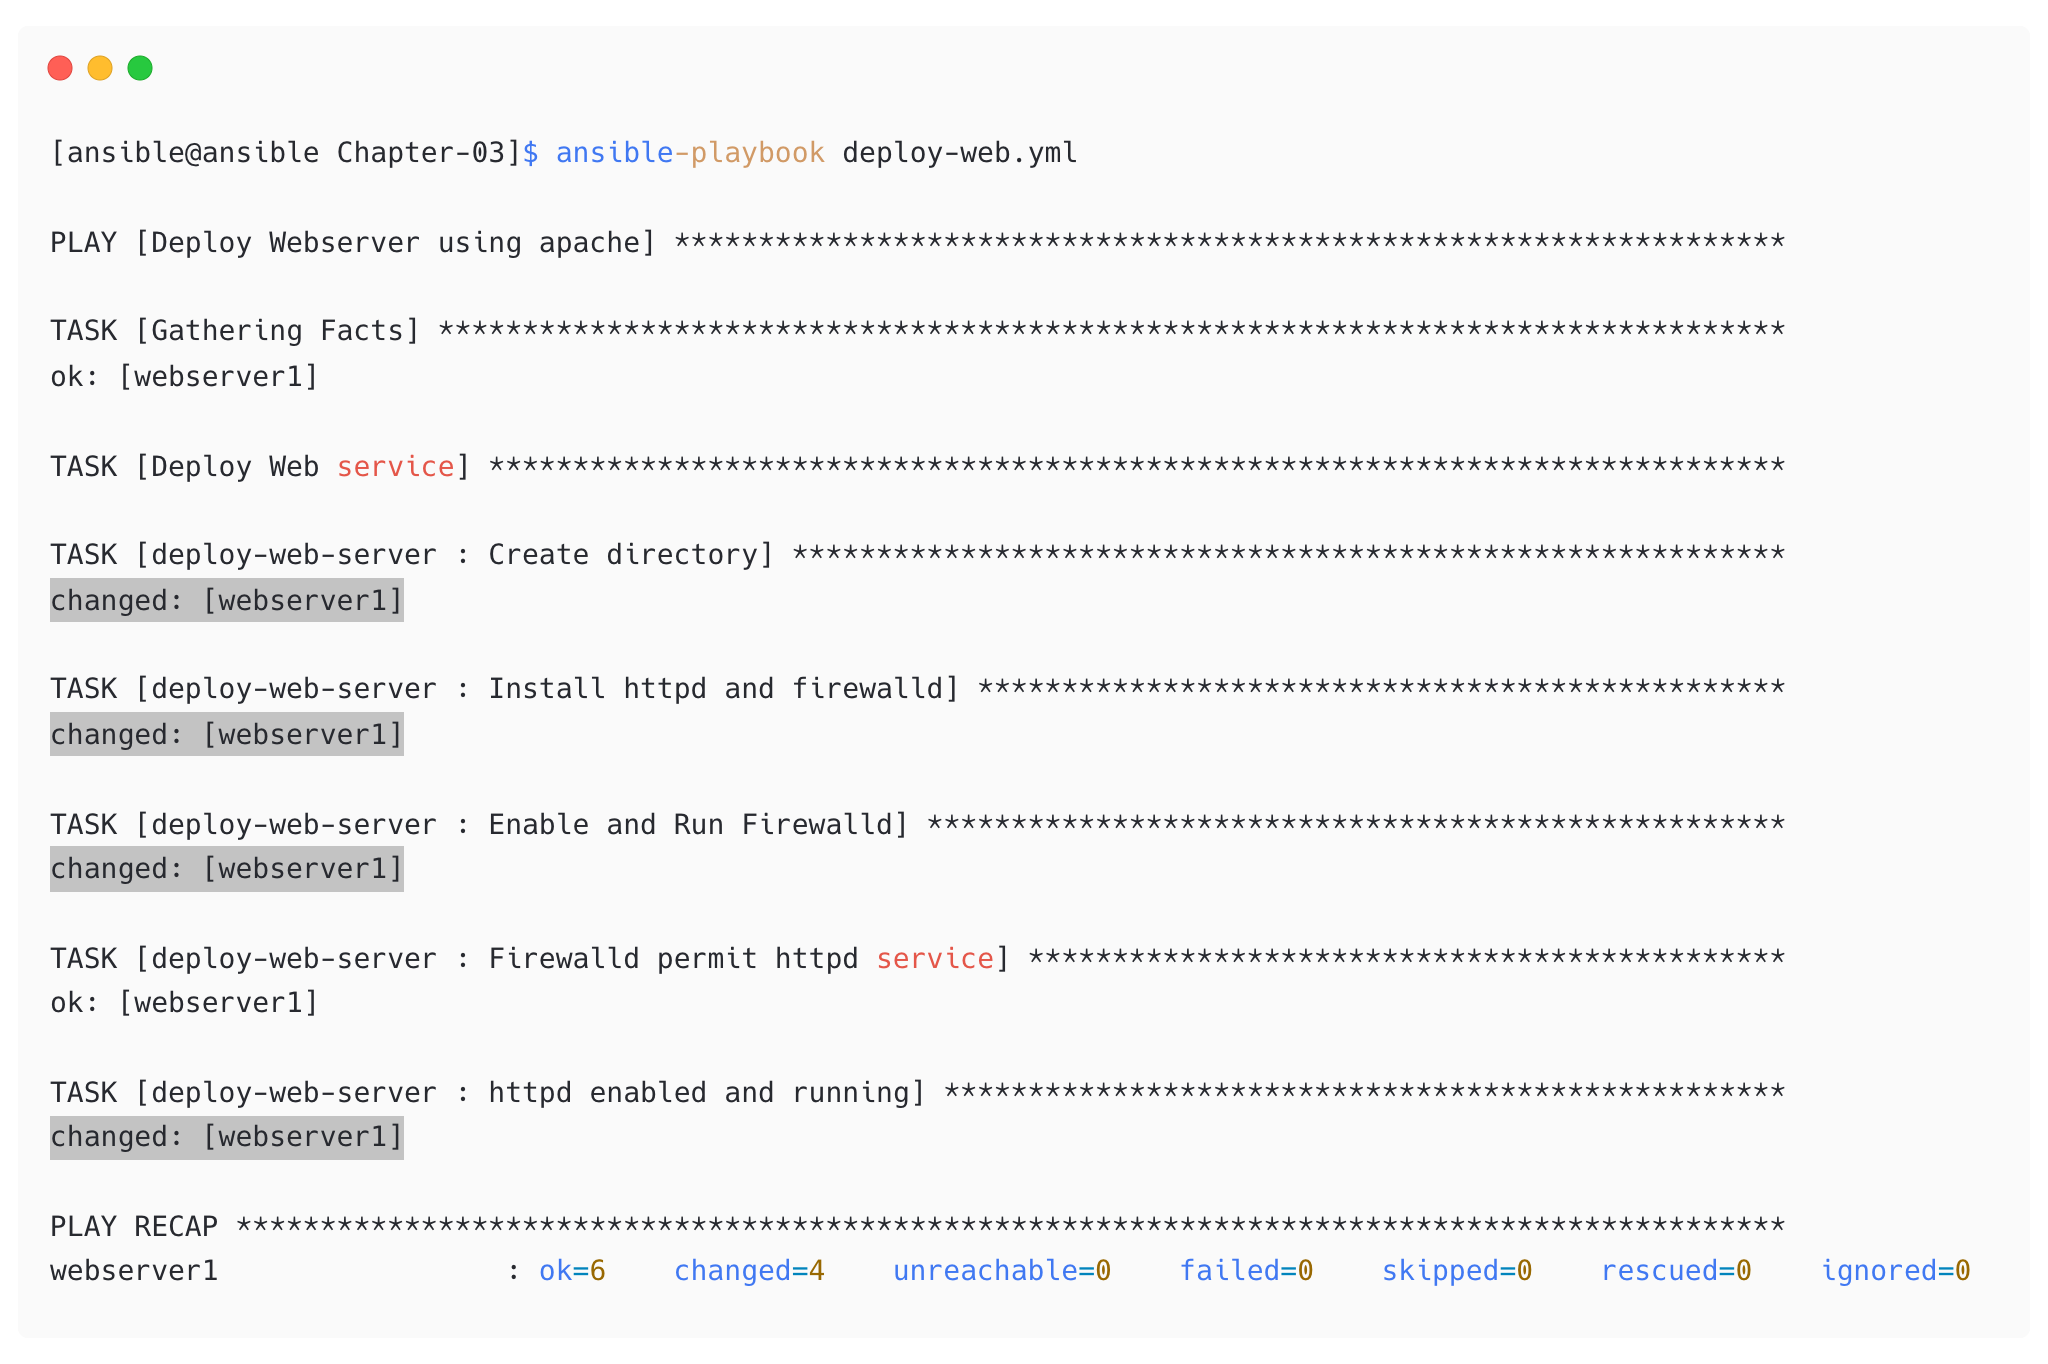 [ansible@ansible Chapter-03]$ ansible-playbook deploy-web.yml
PLAY [Deploy Webserver using apache] ******************************************************************
TASK [Gathering Facts] ********************************************************************************
ok: [webserver1]
TASK [Deploy Web service] *****************************************************************************
TASK [deploy-web-server : Create directory] ***********************************************************
changed: [webserver1]
TASK [deploy-web-server : Install httpd and firewalld] ************************************************
changed: [webserver1]
TASK [deploy-web-server : Enable and Run Firewalld] ***************************************************
changed: [webserver1]
TASK [deploy-web-server : Firewalld permit httpd service] *********************************************
ok: [webserver1]
TASK [deploy-web-server : httpd enabled and running] **************************************************
changed: [webserver1]
PLAY RECAP ********************************************************************************************
webserver1                 : ok=6    changed=4    unreachable=0    failed=0    skipped=0    rescued=0    ignored=0